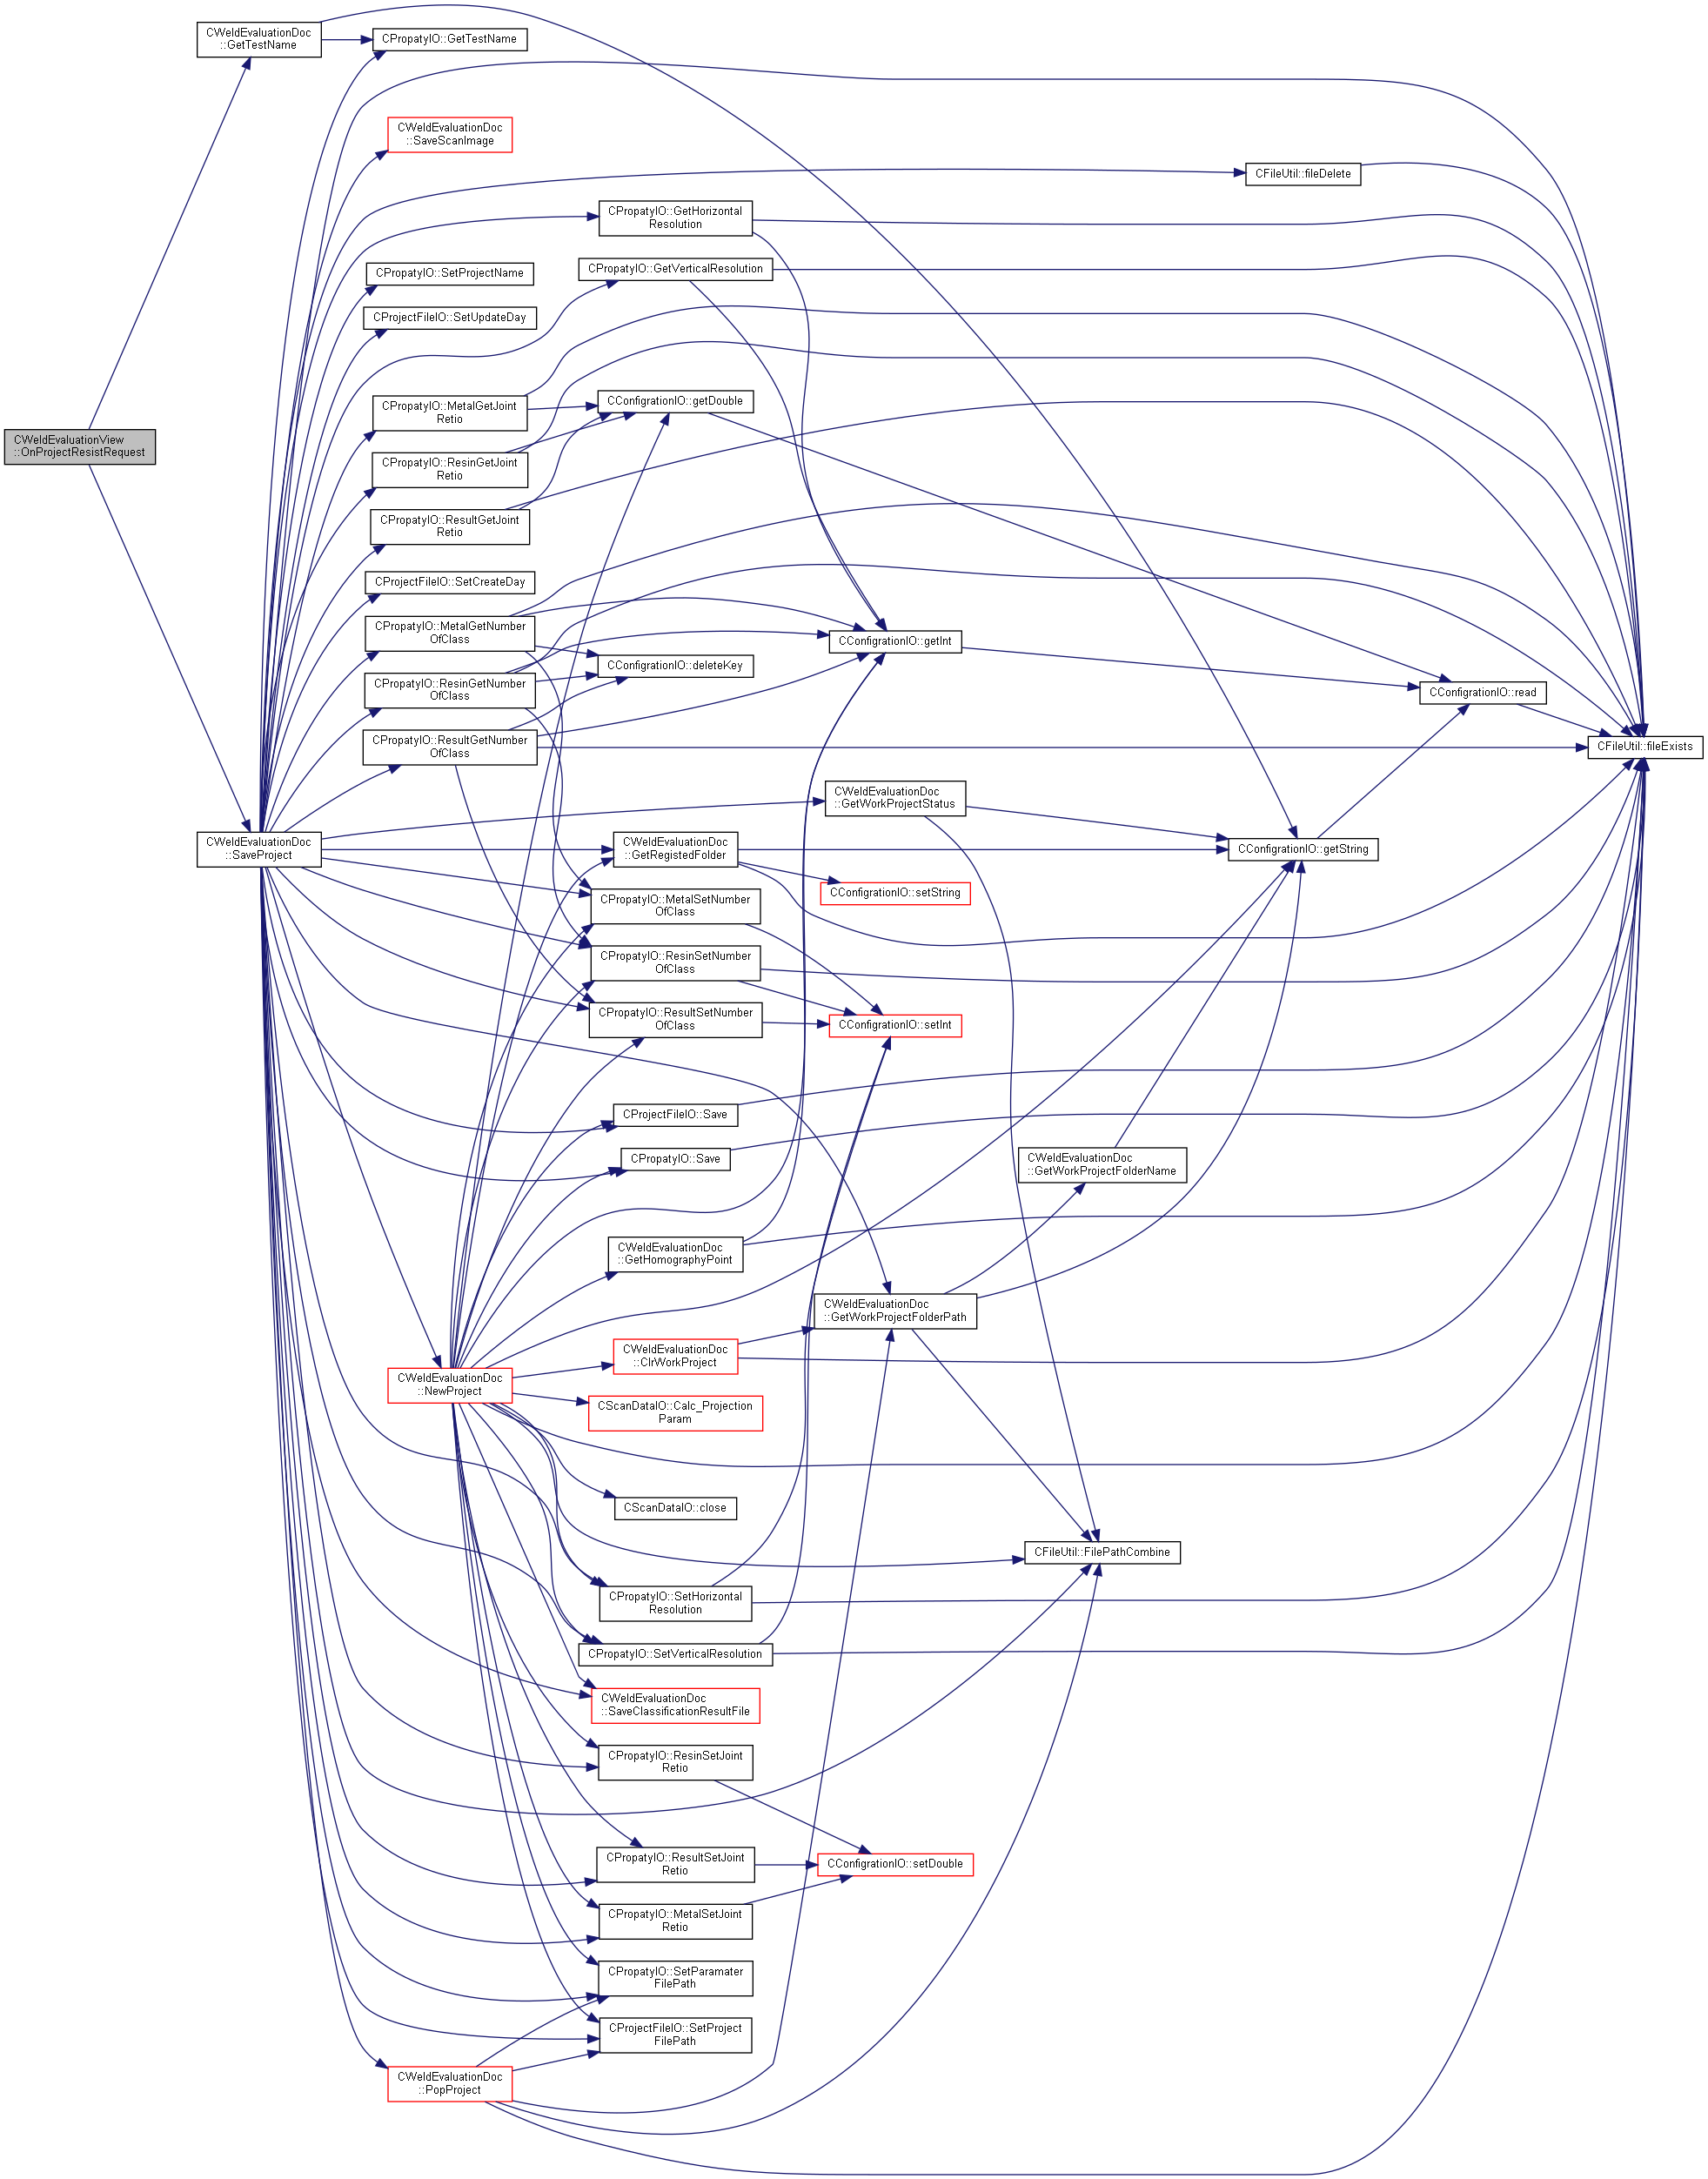 CWeldEvaluationDoc
::GetTestName
CPropatyIO::GetTestName
CWeldEvaluationDoc
::SaveScanImage
CFileUtil::fileDelete
CPropatyIO::GetHorizontal
Resolution
CPropatyIO::SetProjectName
CPropatyIO::GetVerticalResolution
CProjectFileIO::SetUpdateDay
CPropatyIO::MetalGetJoint
Retio
CConfigrationIO::getDouble
CWeldEvaluationView
::OnProjectResistRequest
CPropatyIO::ResinGetJoint
Retio
CPropatyIO::ResultGetJoint
Retio
CProjectFileIO::SetCreateDay
CPropatyIO::MetalGetNumber
OfClass
CConfigrationIO::getInt
CConfigrationIO::deleteKey
CPropatyIO::ResinGetNumber
OfClass
CConfigrationIO::read
CPropatyIO::ResultGetNumber
OfClass
CFileUtil::fileExists
CWeldEvaluationDoc
::GetWorkProjectStatus
CWeldEvaluationDoc
::SaveProject
CWeldEvaluationDoc
::GetRegistedFolder
CConfigrationIO::getString
CConfigrationIO::setString
CPropatyIO::MetalSetNumber
OfClass
CPropatyIO::ResinSetNumber
OfClass
CPropatyIO::ResultSetNumber
OfClass
CConfigrationIO::setInt
CProjectFileIO::Save
CPropatyIO::Save
CWeldEvaluationDoc
::GetWorkProjectFolderName
CWeldEvaluationDoc
::GetHomographyPoint
CWeldEvaluationDoc
::GetWorkProjectFolderPath
CWeldEvaluationDoc
::ClrWorkProject
CWeldEvaluationDoc
::NewProject
CScanDataIO::Calc_Projection
Param
CScanDataIO::close
CFileUtil::FilePathCombine
CPropatyIO::SetHorizontal
Resolution
CPropatyIO::SetVerticalResolution
CWeldEvaluationDoc
::SaveClassificationResultFile
CPropatyIO::ResinSetJoint
Retio
CPropatyIO::ResultSetJoint
Retio
CConfigrationIO::setDouble
CPropatyIO::MetalSetJoint
Retio
CPropatyIO::SetParamater
FilePath
CProjectFileIO::SetProject
FilePath
CWeldEvaluationDoc
::PopProject